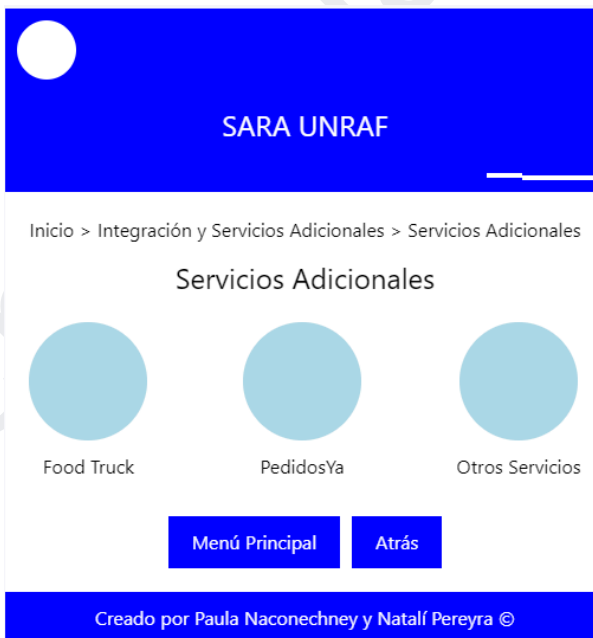 SARA UNRAF
Inicio > Integración y Servicios Adicionales > Servicios Adicionales
Servicios Adicionales
Food Truck PedidosYa Otros Servicios
Menú Principal Atrás
Creado por Paula Naconechney y Natalí Pereyra ©